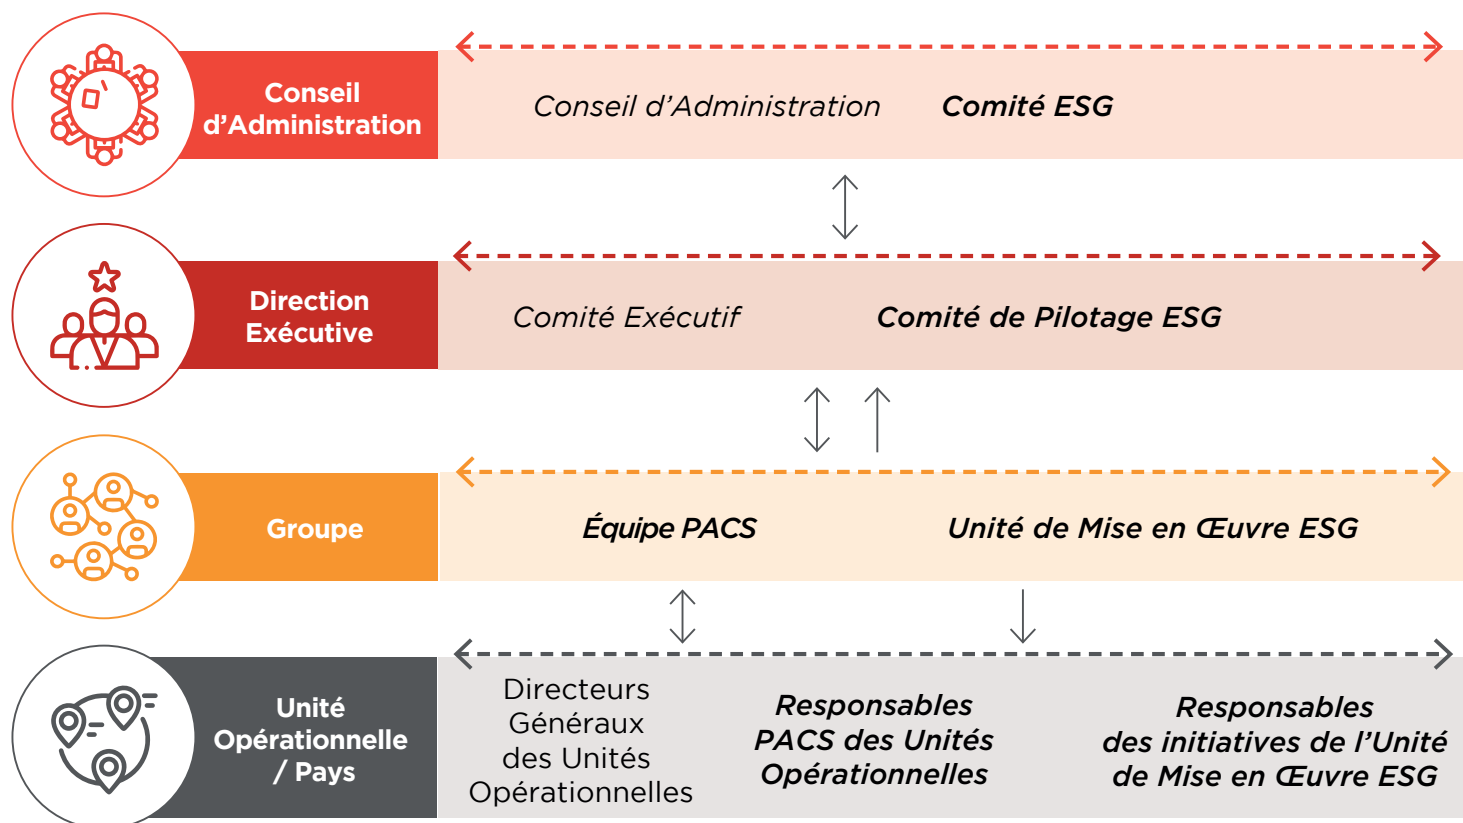 Conseil
d’Administration
Conseil d’Administration
Comité ESG
Direction
Exécutive
Comité Exécutif
Comité de Pilotage ESG
Groupe
Équipe PACS
Unité de Mise en Œuvre ESG
Unité
Opérationnelle
/ Pays
Directeurs
Généraux
des Unités
Opérationnelles
Responsables
PACS des Unités
Opérationnelles
Responsables
des initiatives de l’Unité
de Mise en Œuvre ESG